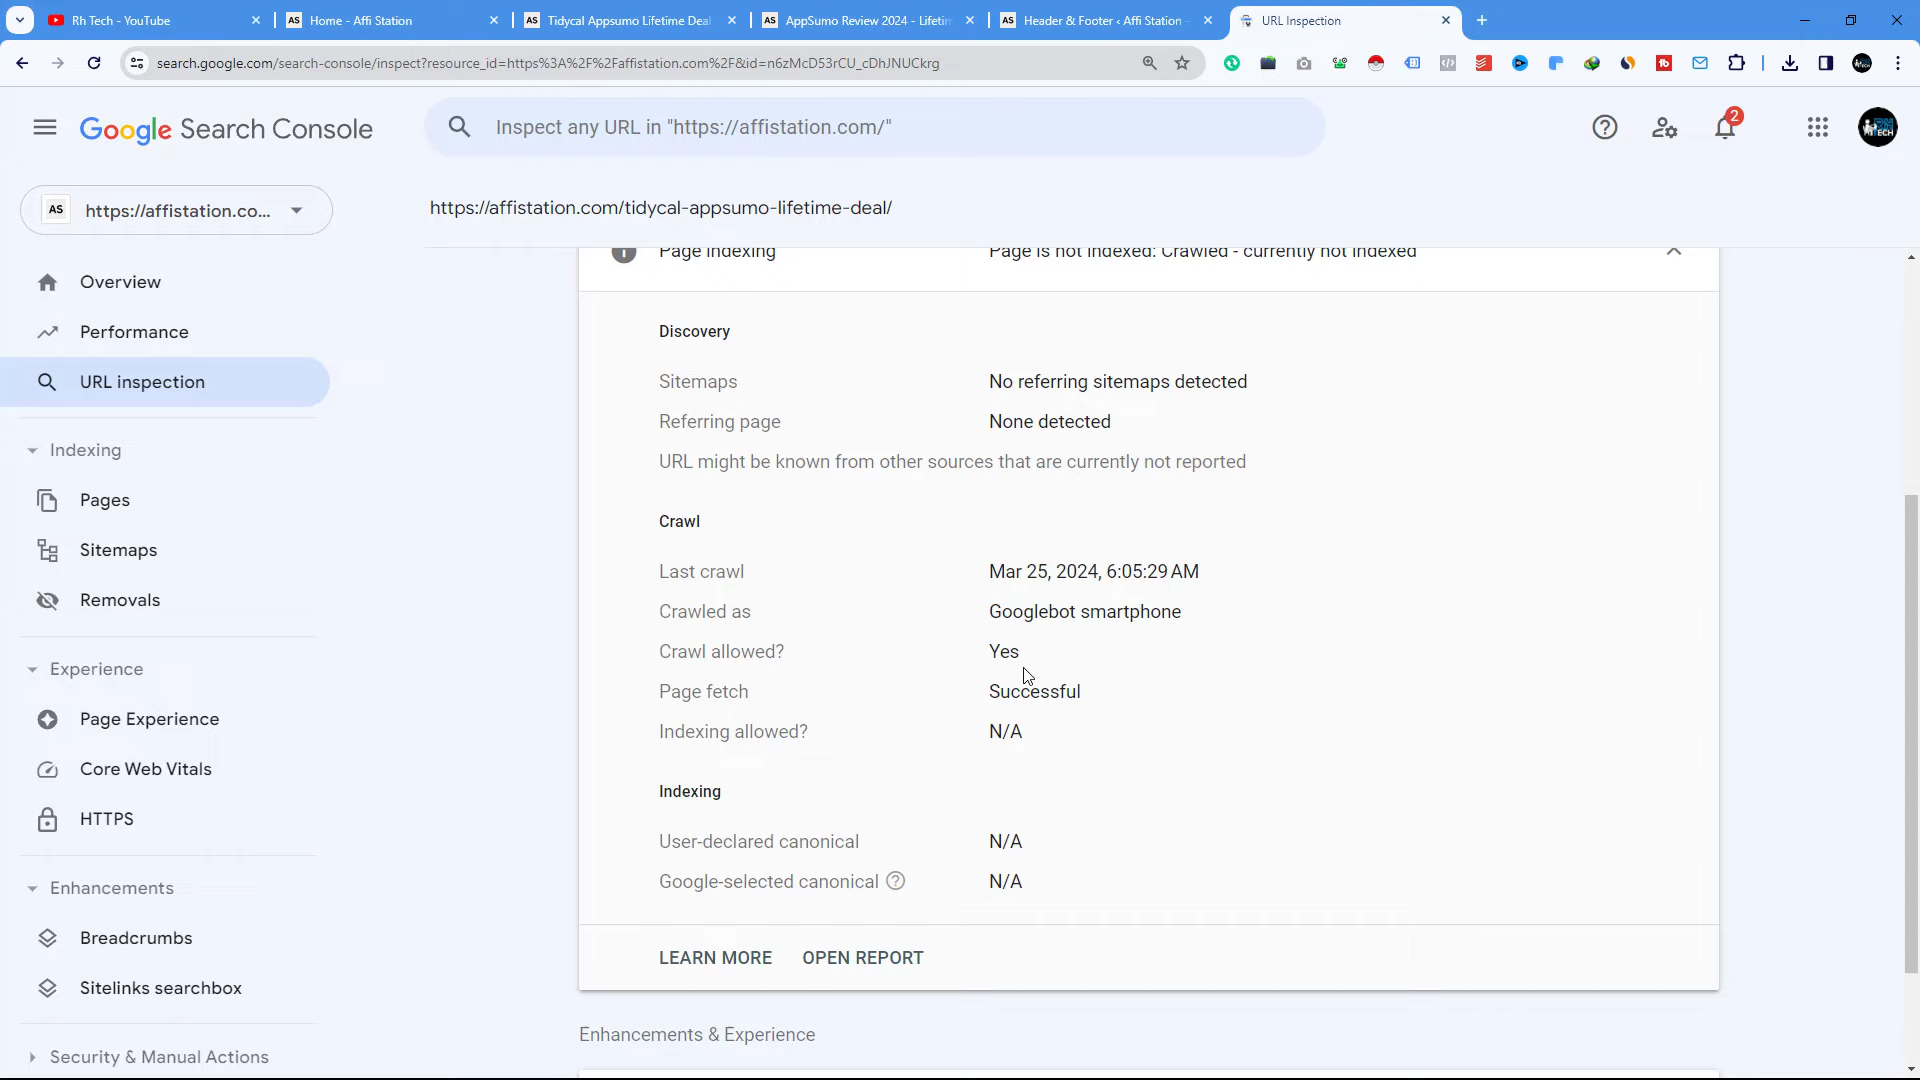 Rh Tech - YouTube
AS Home - Affi Station
AS Tidycal Appsumo Lifetime Deal
AS AppSumo Review 2024 - Lifetim
AS Header & Footer ‹ Affi Station -
URL Inspection
search.google.com/search-console/inspect?resource_id=https%3A%2F%2Faffistation.com%2F&id=n6zMcD53rCU_cDhJNUCkrg
Google Search Console
Inspect any URL in "https://affistation.com/"
2
AS https://affistation.co...
https://affistation.com/tidycal-appsumo-lifetime-deal/
Overview
Performance
URL inspection
Indexing
Pages
Sitemaps
Removals
Experience
Page Experience
Core Web Vitals
HTTPS
Enhancements
Breadcrumbs
Sitelinks searchbox
Security & Manual Actions
Page indexing Page is not indexed: Crawled - currently not indexed
Discovery
Sitemaps No referring sitemaps detected
Referring page None detected
URL might be known from other sources that are currently not reported
Crawl
Last crawl Mar 25, 2024, 6:05:29 AM
Crawled as Googlebot smartphone
Crawl allowed? Yes
Page fetch Successful
Indexing allowed? N/A
Indexing
User-declared canonical N/A
Google-selected canonical N/A
LEARN MORE OPEN REPORT
Enhancements & Experience